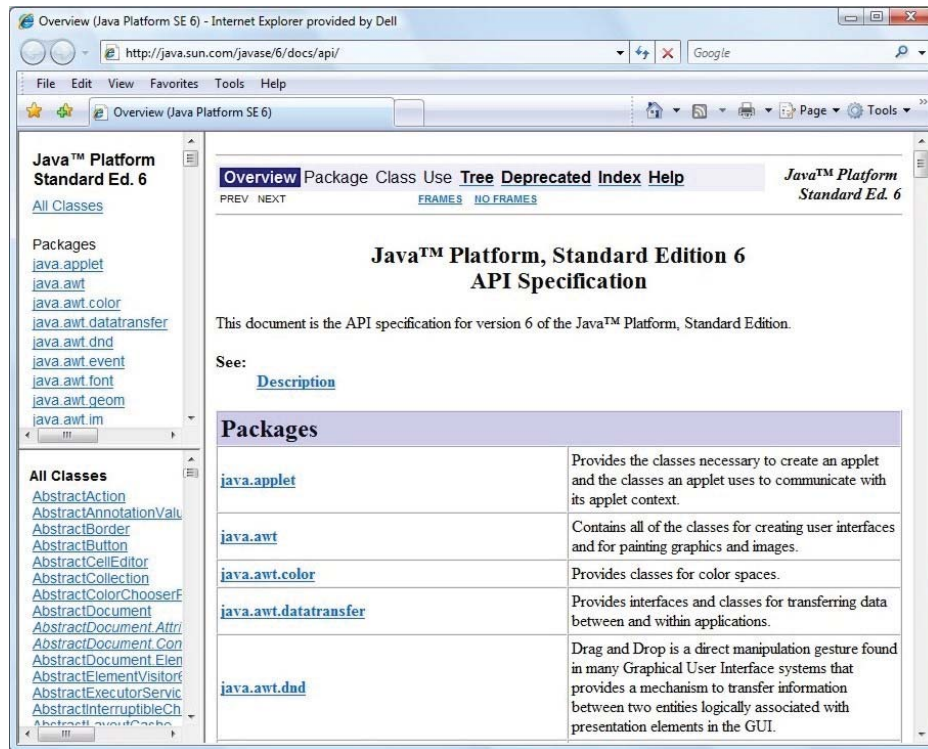 Overview (Java Platform SE 6) - Internet Explorer provided by Dell
http://java.sun.com/javase/6/docs/api/
Google
File Edit View Favorites Tools Help
Overview (Java Platform SE 6)
Page Tools
Java™ Platform
Standard Ed. 6
All Classes
Packages
java.applet
java.awt
java.awt.color
java.awt.datatransfer
java.awt.dnd
java.awt.event
java.awt.font
java.awt.geom
java.awt.im
All Classes
AbstractAction
AbstractAnnotationValu
AbstractBorder
AbstractButton
AbstractCellEditor
AbstractCollection
AbstractColorChooserP
AbstractDocument
AbstractDocument.Attri
AbstractDocument.Con
AbstractDocument.Elen
AbstractElementVisitor6
AbstractExecutorServic
AbstractInterruptibleCh
AbstractLayoutCache
Overview Package Class Use Tree Deprecated Index Help
PREV NEXT FRAMES NO FRAMES
Java™ Platform
Standard Ed. 6
Java™ Platform, Standard Edition 6
API Specification
This document is the API specification for version 6 of the Java™ Platform, Standard Edition.
See:
Description
Packages
java.applet
Provides the classes necessary to create an applet
and the classes an applet uses to communicate with
its applet context.
java.awt
Contains all of the classes for creating user interfaces
and for painting graphics and images.
java.awt.color
Provides classes for color spaces.
java.awt.datatransfer
Provides interfaces and classes for transferring data
between and within applications.
java.awt.dnd
Drag and Drop is a direct manipulation gesture found
in many Graphical User Interface systems that
provides a mechanism to transfer information
between two entities logically associated with
presentation elements in the GUI.